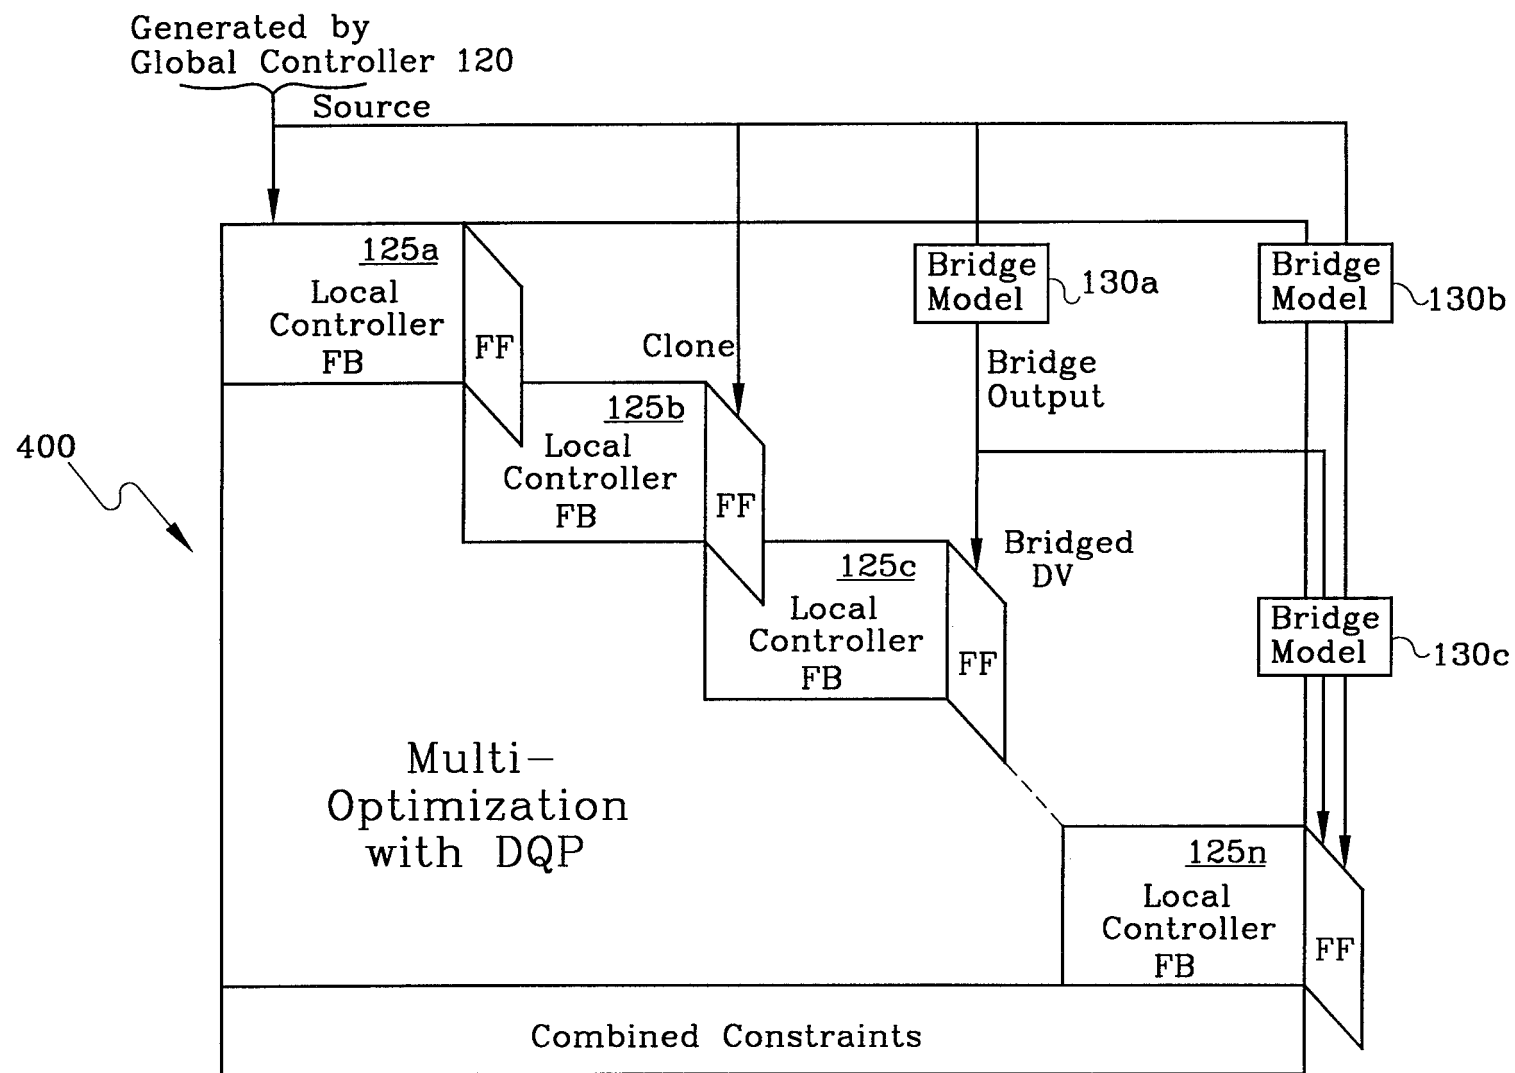 Generated by
Global Controller 120
Source
125a
Local
Controller
FB
FF
Bridge
Model
130a
Bridge
Model
130b
Clone
Bridge
Output
125b
Local
Controller
FB
FF
400
Bridged
DV
125c
Local
Controller
FB
FF
Bridge
Model
130c
Multi-
Optimization
with DQP
125n
Local
Controller
FB
FF
Combined Constraints